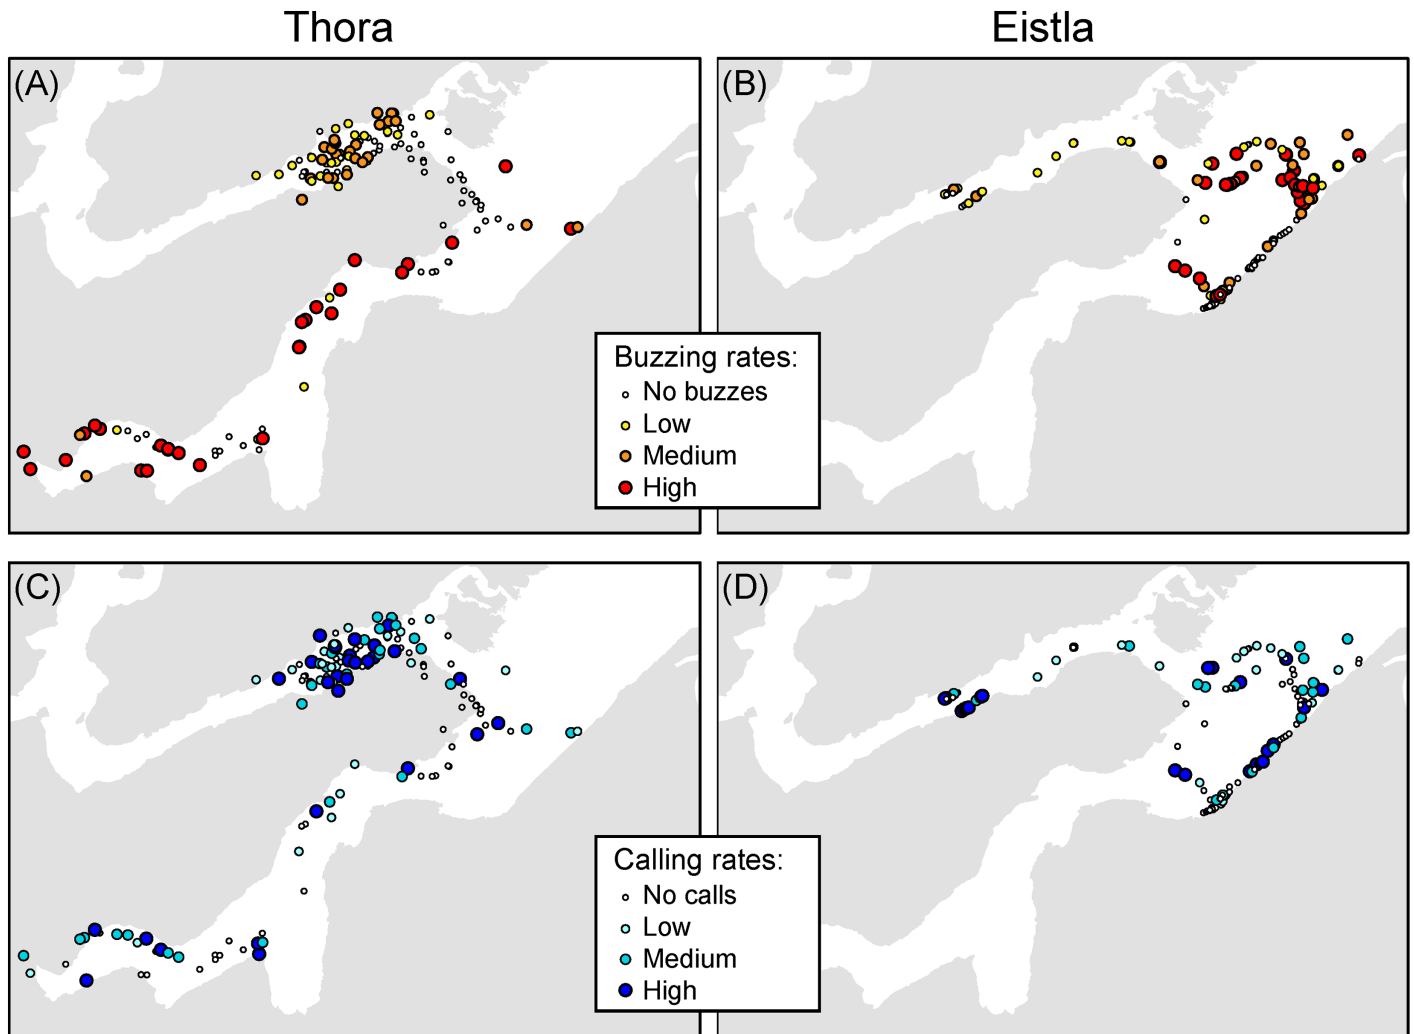 Thora
Eistla
(A)
(B)
Buzzing rates:
No buzzes
Low
Medium
High
(C)
(D)
Calling rates:
No calls
Low
Medium
High